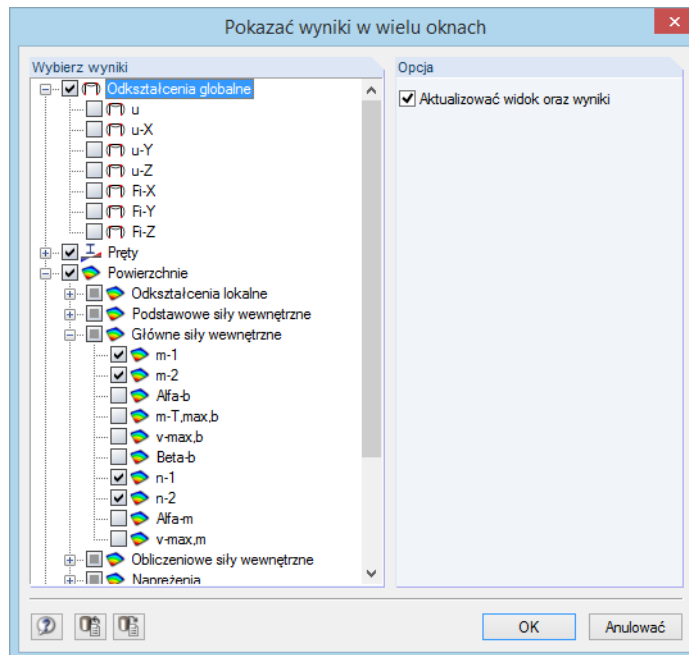 Pokazać wyniki w wielu oknach
Wybierz wyniki
Odkształcenia globalne
u
u-X
u-Y
u-Z
Fi-X
Fi-Y
Fi-Z
Pręty
Powierzchnie
Odkształcenia lokalne
Podstawowe siły wewnętrzne
Główne siły wewnętrzne
m-1
m-2
Alfa-b
m-T,max,b
v-max,b
Beta-b
n-1
n-2
Alfa-m
v-max,m
Obliczeniowe siły wewnętrzne
Naprężenia
Opcja
Aktualizować widok oraz wyniki
OK
Anulować